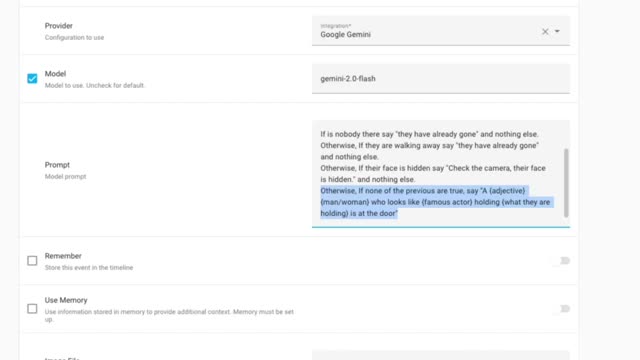 Provider
Configuration to use
Integration*
Google Gemini
Model
Model to use. Uncheck for default.
gemini-2.0-flash
Prompt
Model prompt
If is nobody there say "they have already gone" and nothing else.
Otherwise, If they are walking away say "they have already gone"
and nothing else.
Otherwise, If their face is hidden say "Check the camera, their face
is hidden." and nothing else.
Otherwise, If none of the previous are true, say "A {adjective}
{man/woman} who looks like {famous actor} holding {what they are
holding} is at the door"
Remember
Store this event in the timeline
Use Memory
Use information stored in memory to provide additional context. Memory must be set
up.